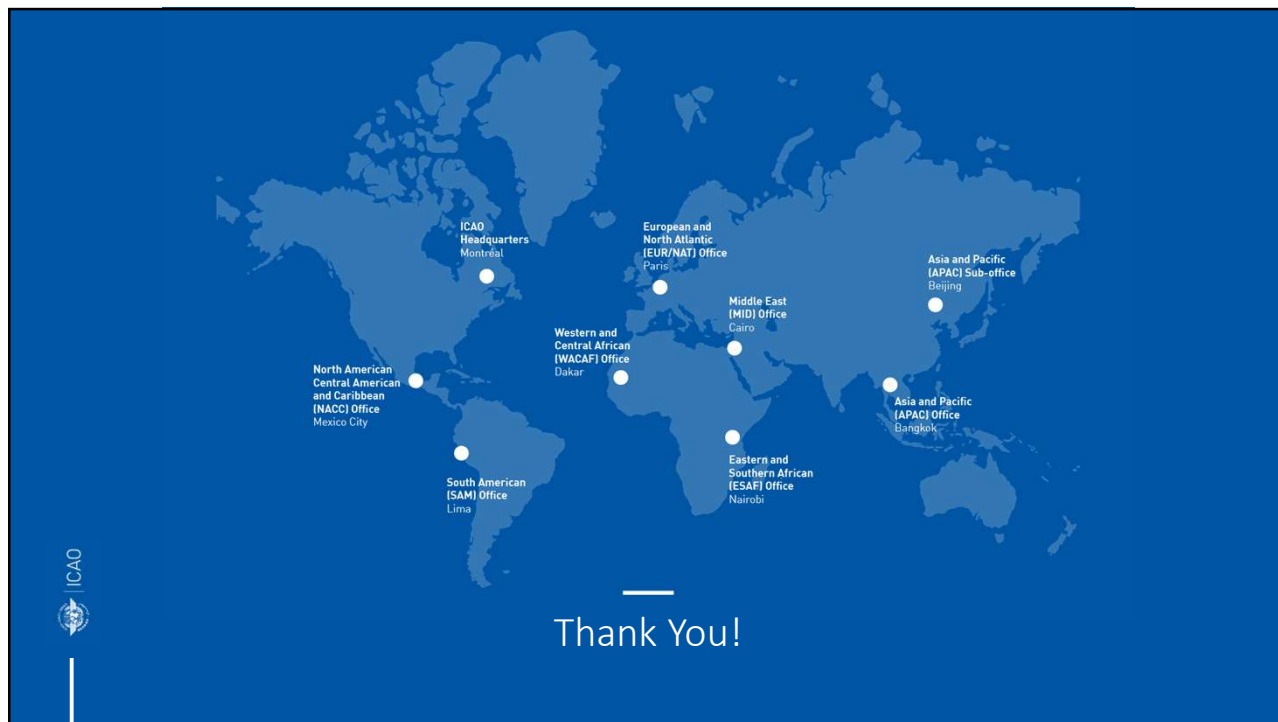 ICAO
Headquarters
Montréal
European and
North Atlantic
(EUR/NAT) Office
Paris
Asia and Pacific
(APAC) Sub-office
Beijing
Middle East
(MID) Office
Cairo
Western and
Central African
(WACAF) Office
Dakar
North American
Central American
and Caribbean
(NACC) Office
Mexico City
Asia and Pacific
(APAC) Office
Bangkok
South American
(SAM) Office
Lima
Eastern and
Southern African
(ESAF) Office
Nairobi
ICAO
Thank You!